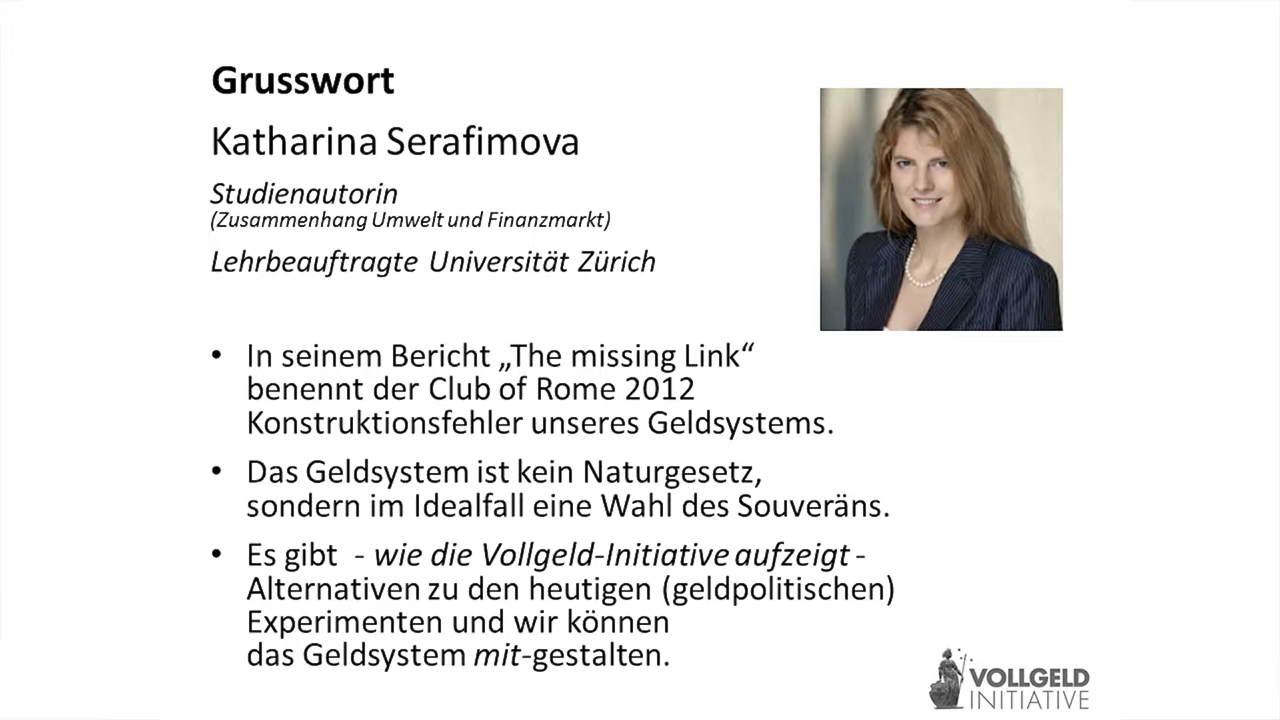 Grusswort
Katharina Serafimova
Studienautorin
(Zusammenhang Umwelt und Finanzmarkt)
Lehrbeauftragte Universität Zürich
• In seinem Bericht „The missing Link“
benennt der Club of Rome 2012
Konstruktionsfehler unseres Geldsystems.
• Das Geldsystem ist kein Naturgesetz,
sondern im Idealfall eine Wahl des Souveräns.
• Es gibt - wie die Vollgeld-Initiative aufzeigt -
Alternativen zu den heutigen (geldpolitischen)
Experimenten und wir können
das Geldsystem mit-gestalten.
VOLLGELD
INITIATIVE